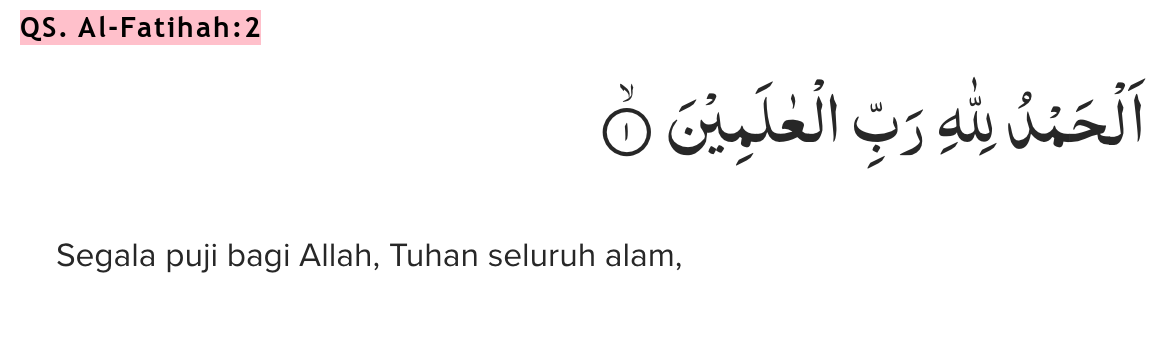 QS. Al-Fatihah:2
اَلْحَمْدُ لِلّٰهِ رَبِّ الْعٰلَمِيْنَ ۙ ١
Segala puji bagi Allah, Tuhan seluruh alam,